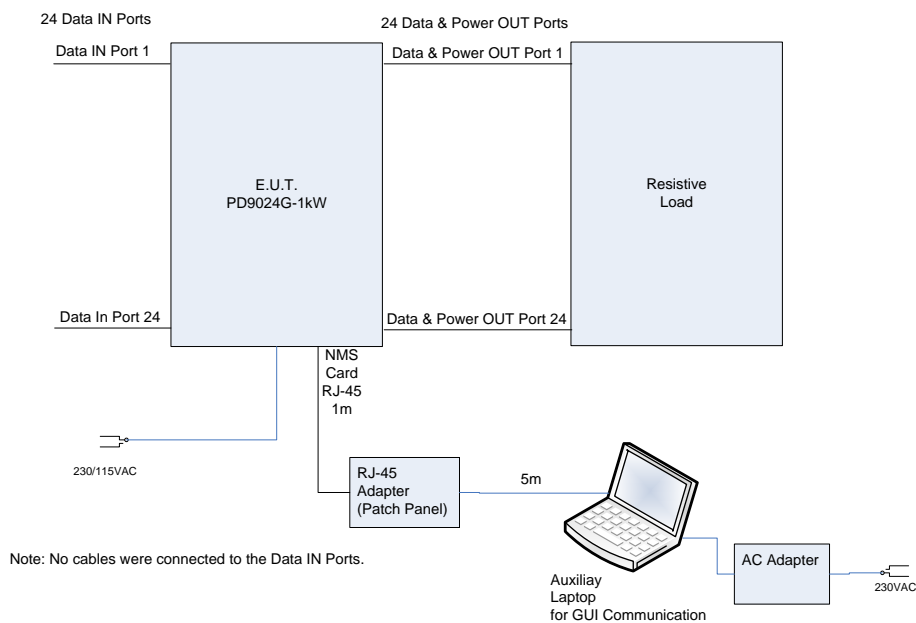 24 Data IN Ports
24 Data & Power OUT Ports
Data IN Port 1
Data & Power OUT Port 1
E.U.T.
PD9024G-1kW
Resistive
Load
Data In Port 24
Data & Power OUT Port 24
NMS
Card
RJ-45
1m
230/115VAC
RJ-45
Adapter
(Patch Panel)
5m
Note: No cables were connected to the Data IN Ports.
AC Adapter
230VAC
Auxiliay
Laptop
for GUI Communication